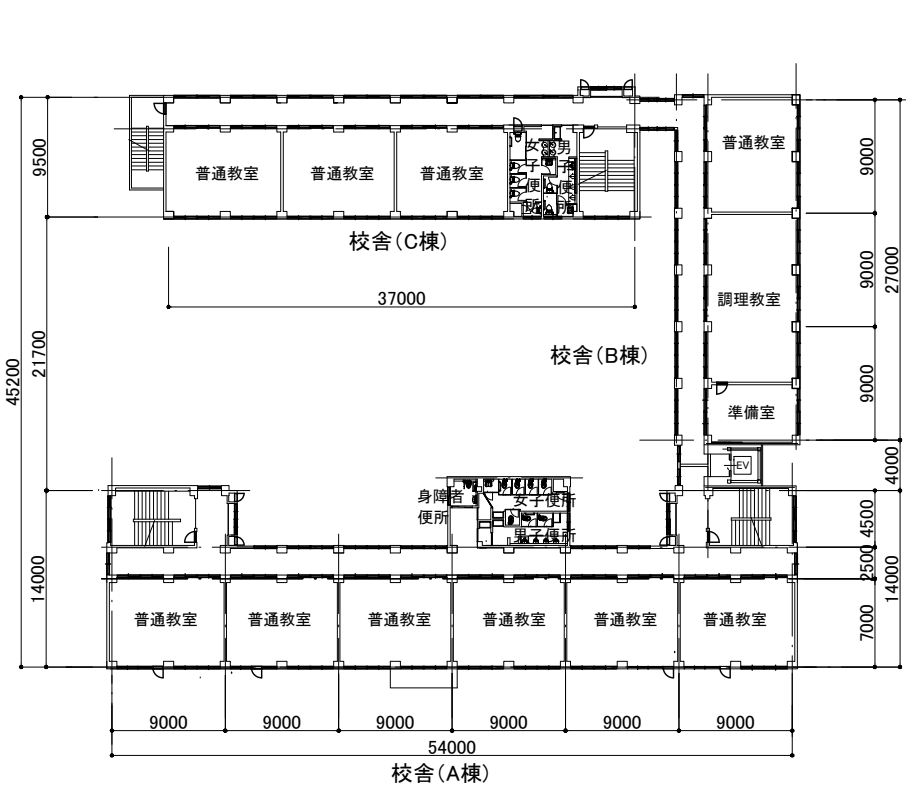 普通教室
普通教室
普通教室
女子便所
男子便所
普通教室
9500
9000
校舎(C棟)
37000
調理教室
9000
27000
校舎(B棟)
21700
45200
9000
準備室
EV
4000
身障者
便所
女子便所
男子便所
4500
2500
14000
14000
7000
普通教室
普通教室
普通教室
普通教室
普通教室
普通教室
9000
9000
9000
9000
9000
9000
54000
校舎(A棟)